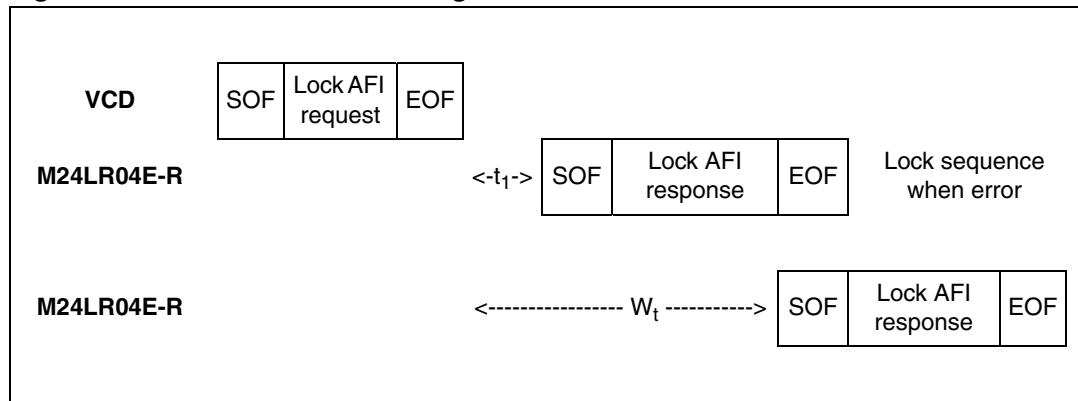 VCD
SOF
Lock AFI
request
EOF
M24LR04E-R
<-t₁->
SOF
Lock AFI
response
EOF
Lock sequence
when error
M24LR04E-R
<----------------- Wₜ ----------->
SOF
Lock AFI
response
EOF